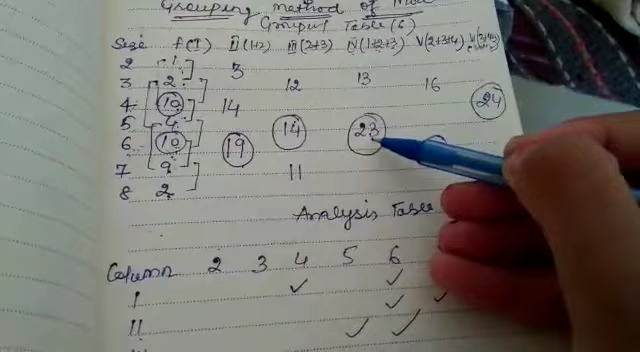 Grouping method of
Grouping Table (6)
Size f(I) II(1+2) III(2+3) IV(1+2+3) V(2+3+4)
2 1 3
3 2 12 13 16
4 10 14 24
5 4 14 23
6 10 19
7 9 11
8 2
Analysis Table
Column 2 3 4 5 6
I ✓ ✓
II ✓ ✓
✓ ✓